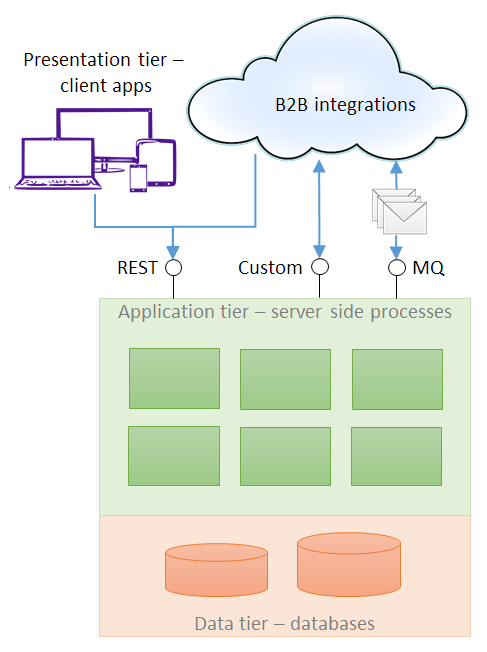 Presentation tier –
client apps
B2B integrations
REST
Custom
MQ
Application tier – server side processes
Data tier – databases